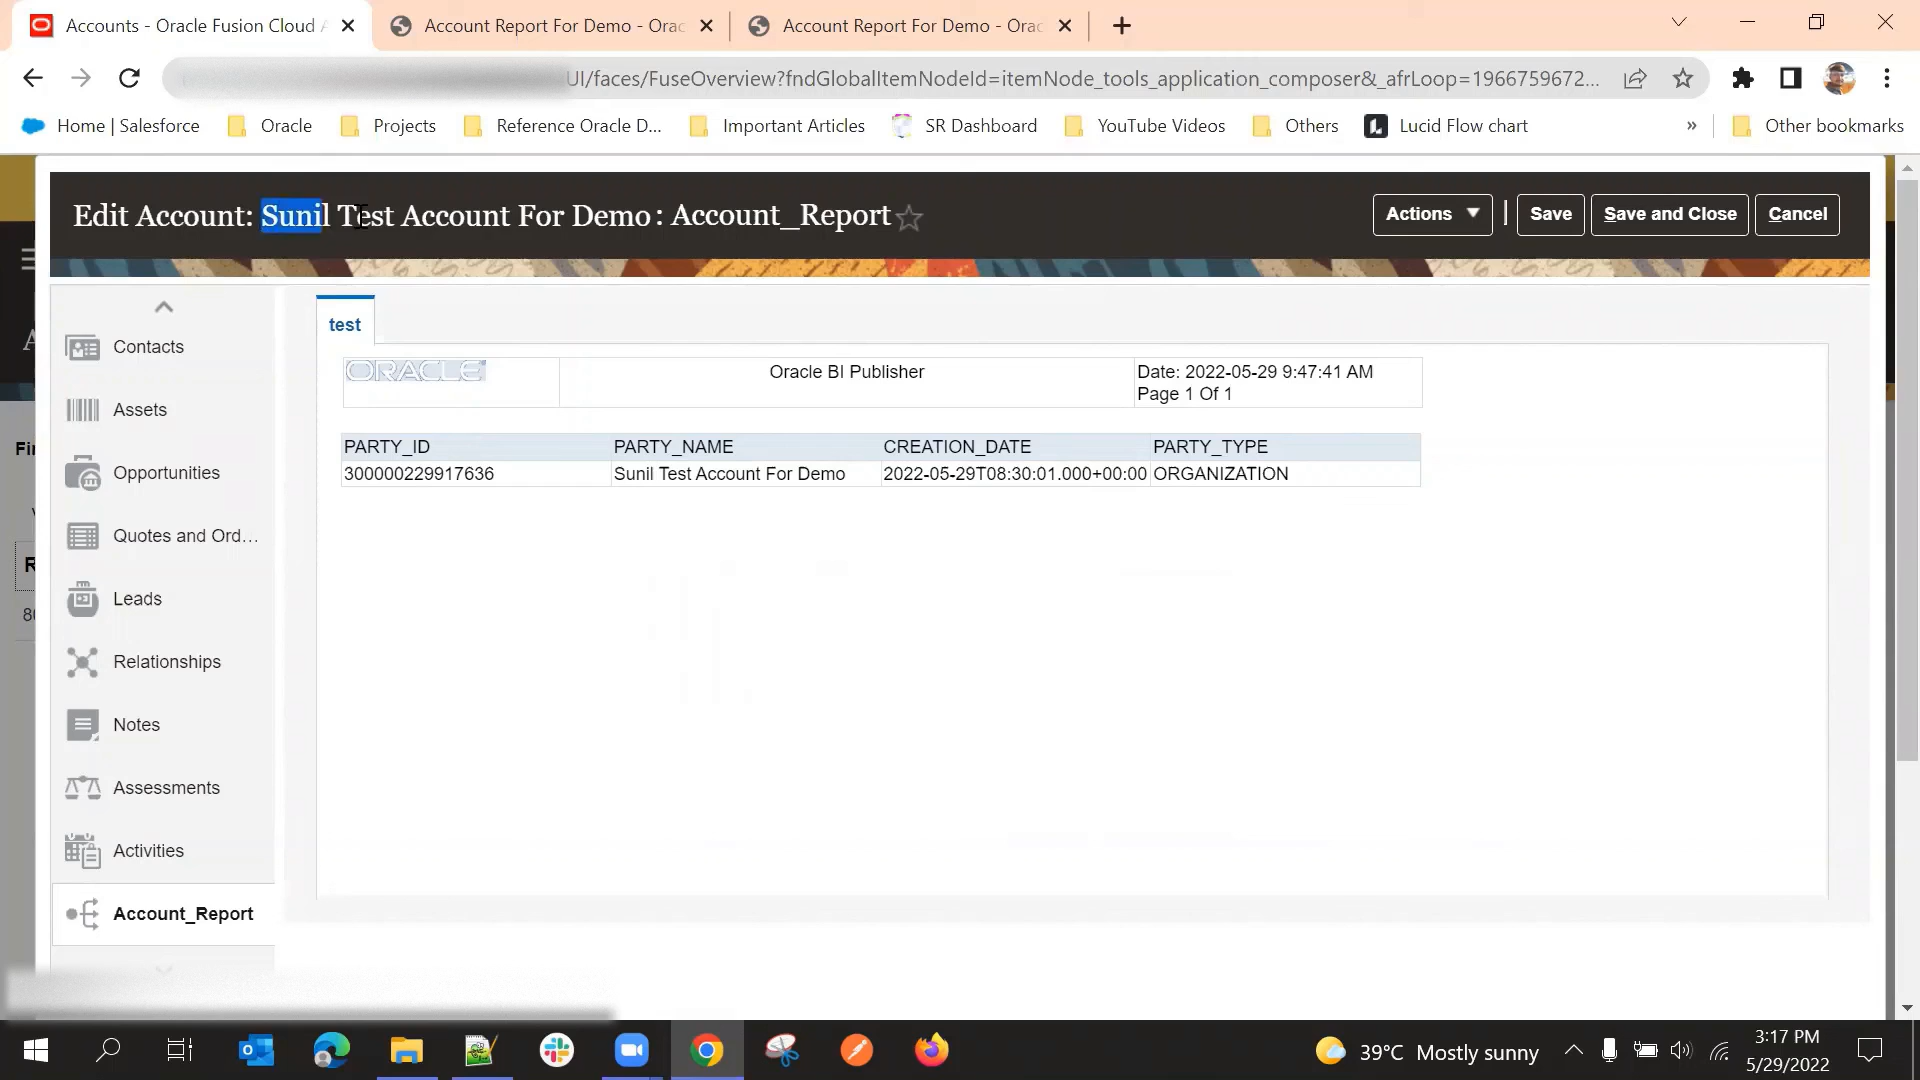 Accounts - Oracle Fusion Cloud A
Account Report For Demo - Orac
Account Report For Demo - Orac
UI/faces/FuseOverview?fndGlobalItemNodeId=itemNode_tools_application_composer&_afrLoop=1966759672...
Home | Salesforce
Oracle
Projects
Reference Oracle D...
Important Articles
SR Dashboard
YouTube Videos
Others
Lucid Flow chart
»
Other bookmarks
Edit Account: Sunil Test Account For Demo : Account_Report
Actions
Save
Save and Close
Cancel
Contacts
Assets
Opportunities
Quotes and Ord...
Leads
Relationships
Notes
Assessments
Activities
Account_Report
test
ORACLE
Oracle BI Publisher
Date: 2022-05-29 9:47:41 AM
Page 1 Of 1
PARTY_ID PARTY_NAME CREATION_DATE PARTY_TYPE
300000229917636 Sunil Test Account For Demo 2022-05-29T08:30:01.000+00:00 ORGANIZATION
39°C Mostly sunny
3:17 PM
5/29/2022